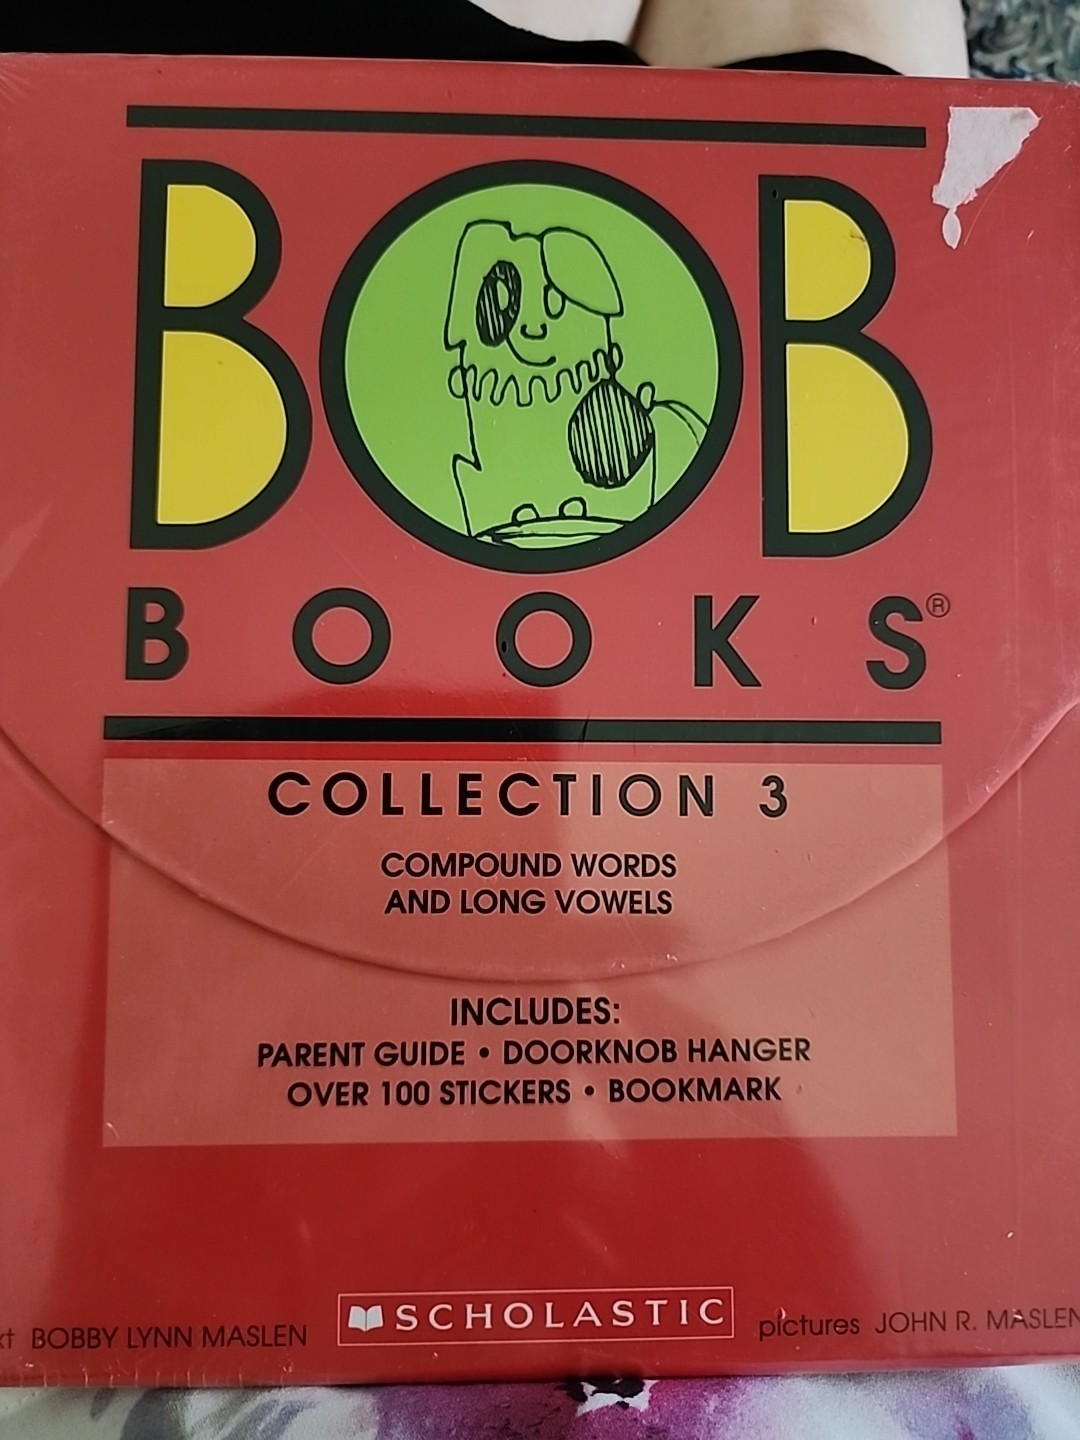 BOB
BOOKS®
COLLECTION 3
COMPOUND WORDS
AND LONG VOWELS
INCLUDES:
PARENT GUIDE • DOORKNOB HANGER
OVER 100 STICKERS • BOOKMARK
BOBBY LYNN MASLEN
SCHOLASTIC
pictures JOHN R. MASLEN